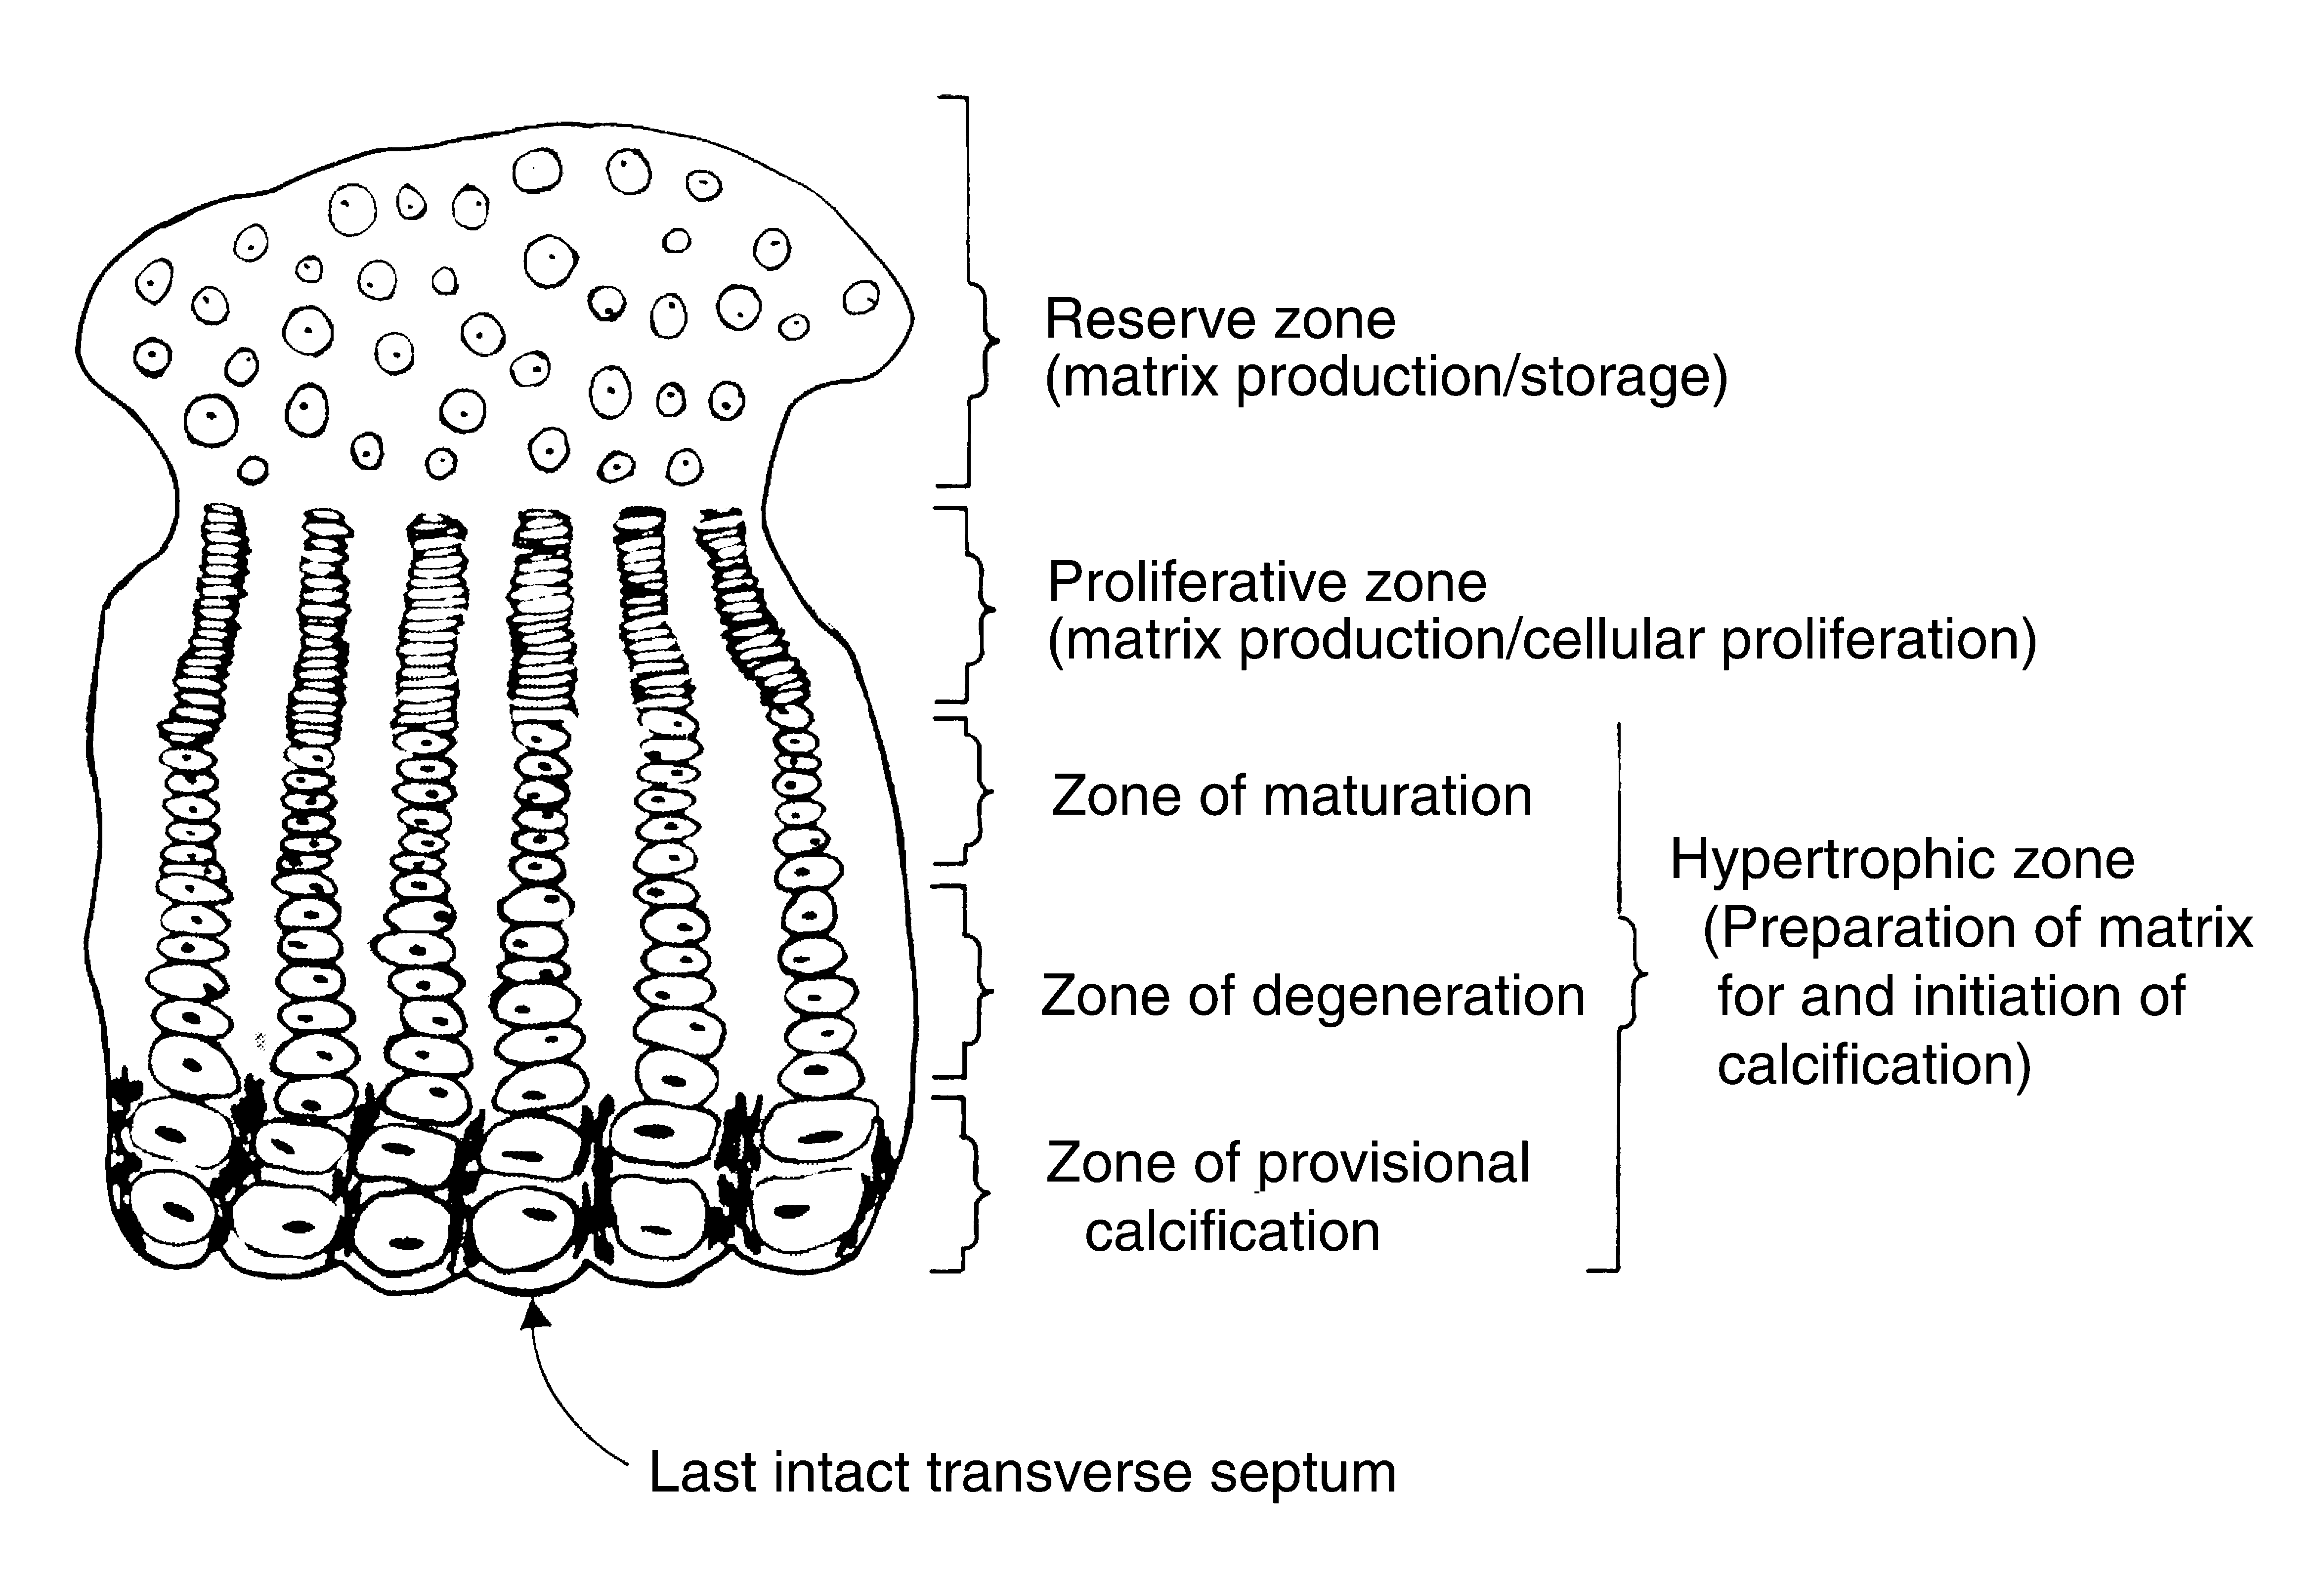 Reserve zone
(matrix production/storage)
Proliferative zone
(matrix production/cellular proliferation)
Zone of maturation
Zone of degeneration
Zone of provisional
calcification
Hypertrophic zone
(Preparation of matrix
for and initiation of
calcification)
Last intact transverse septum